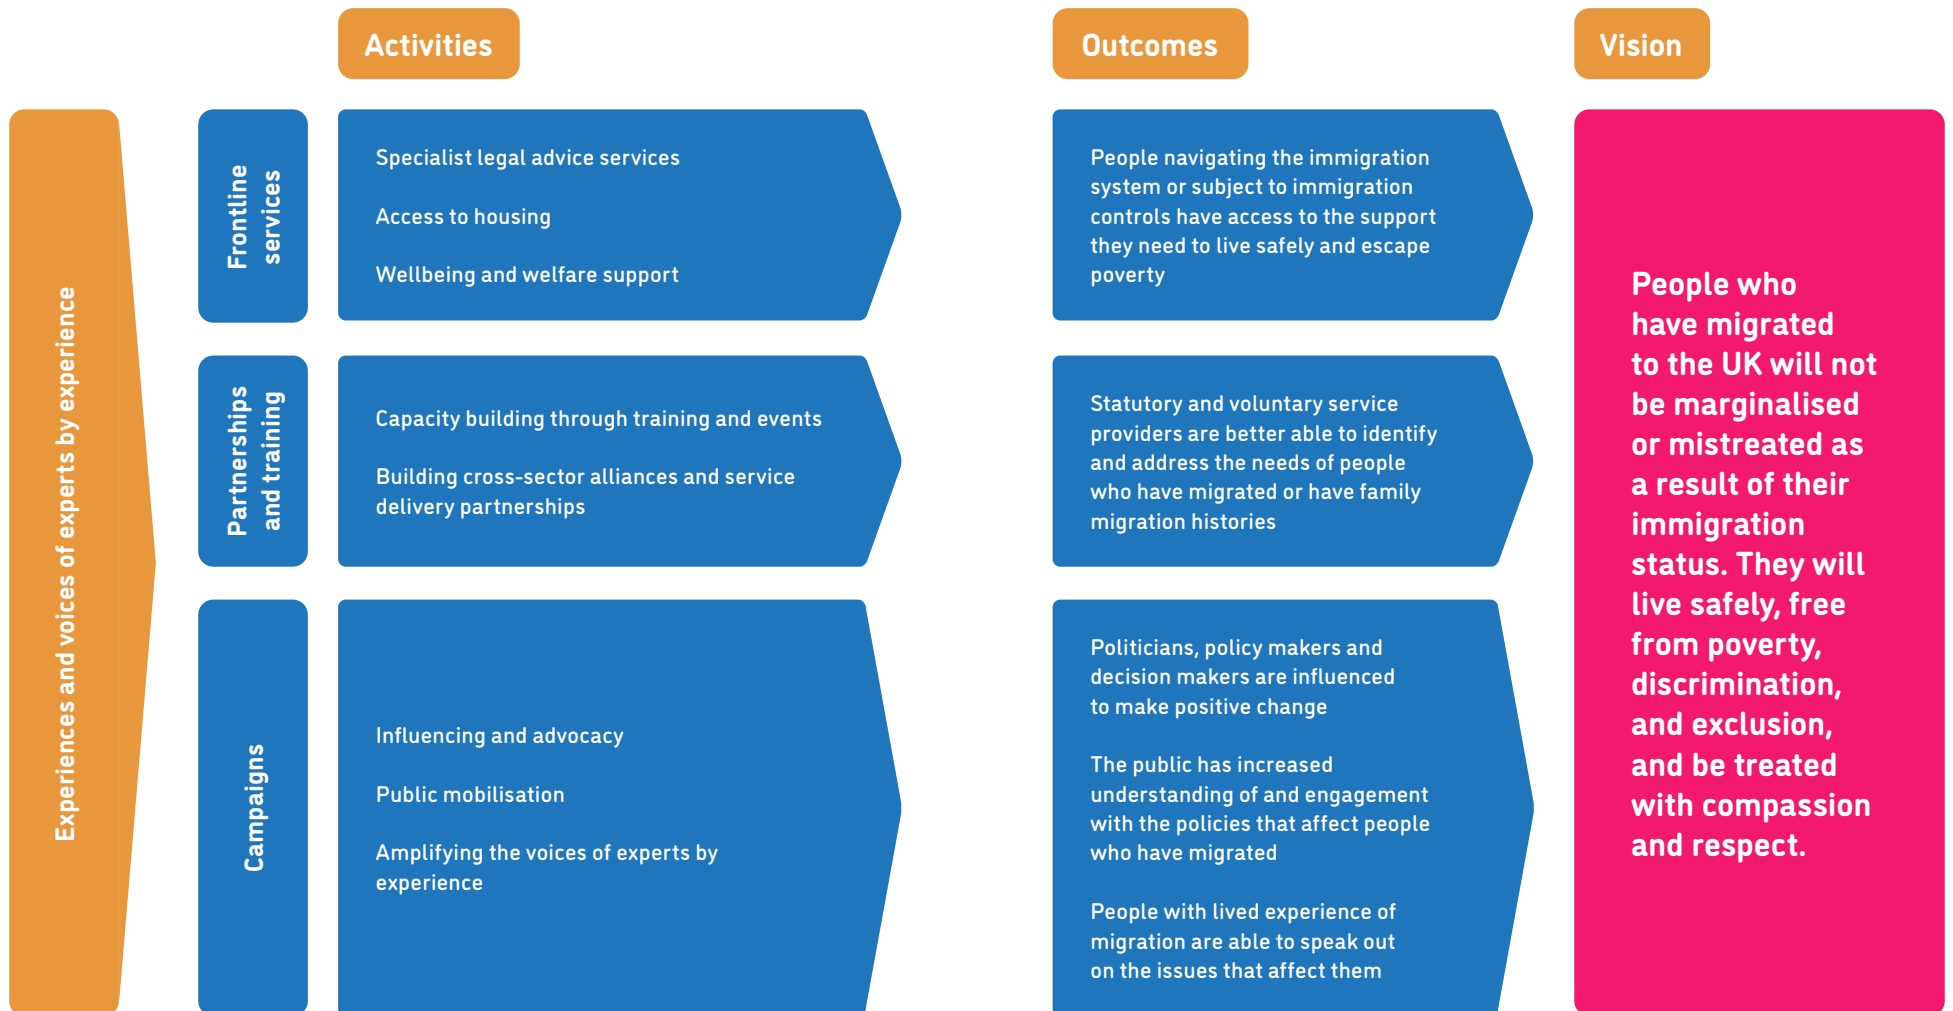 Activities
Outcomes
Vision
Experiences and voices of experts by experience
Frontline
services
Specialist legal advice services
Access to housing
Wellbeing and welfare support
People navigating the immigration
system or subject to immigration
controls have access to the support
they need to live safely and escape
poverty
Partnerships
and training
Capacity building through training and events
Building cross-sector alliances and service
delivery partnerships
Statutory and voluntary service
providers are better able to identify
and address the needs of people
who have migrated or have family
migration histories
Campaigns
Influencing and advocacy
Public mobilisation
Amplifying the voices of experts by
experience
Politicians, policy makers and
decision makers are influenced
to make positive change
The public has increased
understanding of and engagement
with the policies that affect people
who have migrated
People with lived experience of
migration are able to speak out
on the issues that affect them
People who
have migrated
to the UK will not
be marginalised
or mistreated as
a result of their
immigration
status. They will
live safely, free
from poverty,
discrimination,
and exclusion,
and be treated
with compassion
and respect.